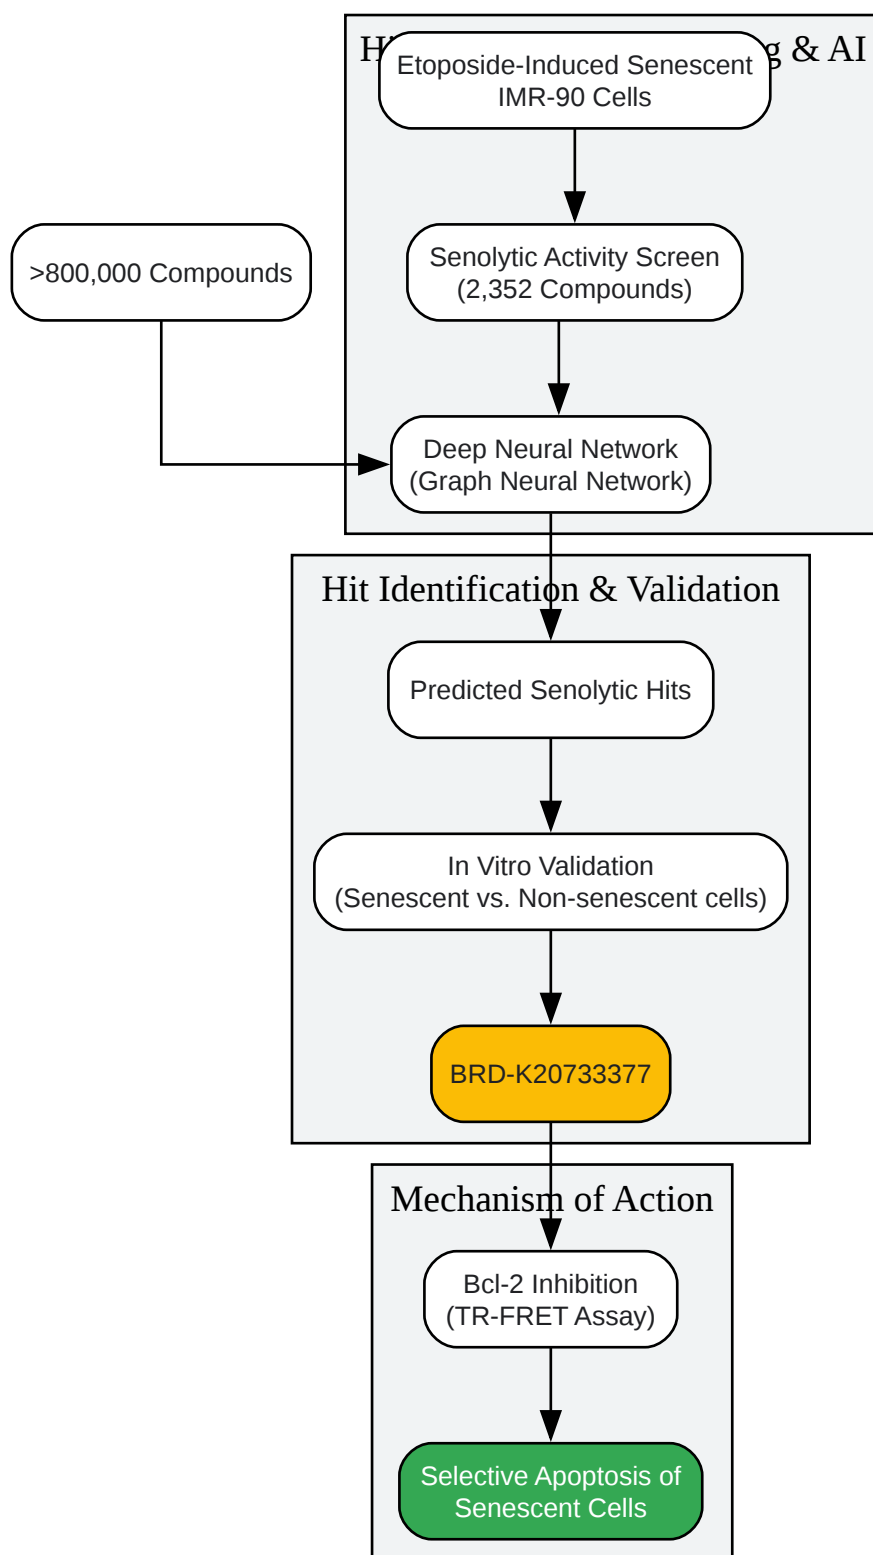 & AI
Etoposide-Induced Senescent
IMR-90 Cells
>800,000 Compounds
Senolytic Activity Screen
(2,352 Compounds)
Deep Neural Network
(Graph Neural Network)
Hit Identification & Validation
Predicted Senolytic Hits
In Vitro Validation
(Senescent vs. Non-senescent cells)
BRD-K20733377
Mechanism of Action
Bcl-2 Inhibition
(TR-FRET Assay)
Selective Apoptosis of
Senescent Cells